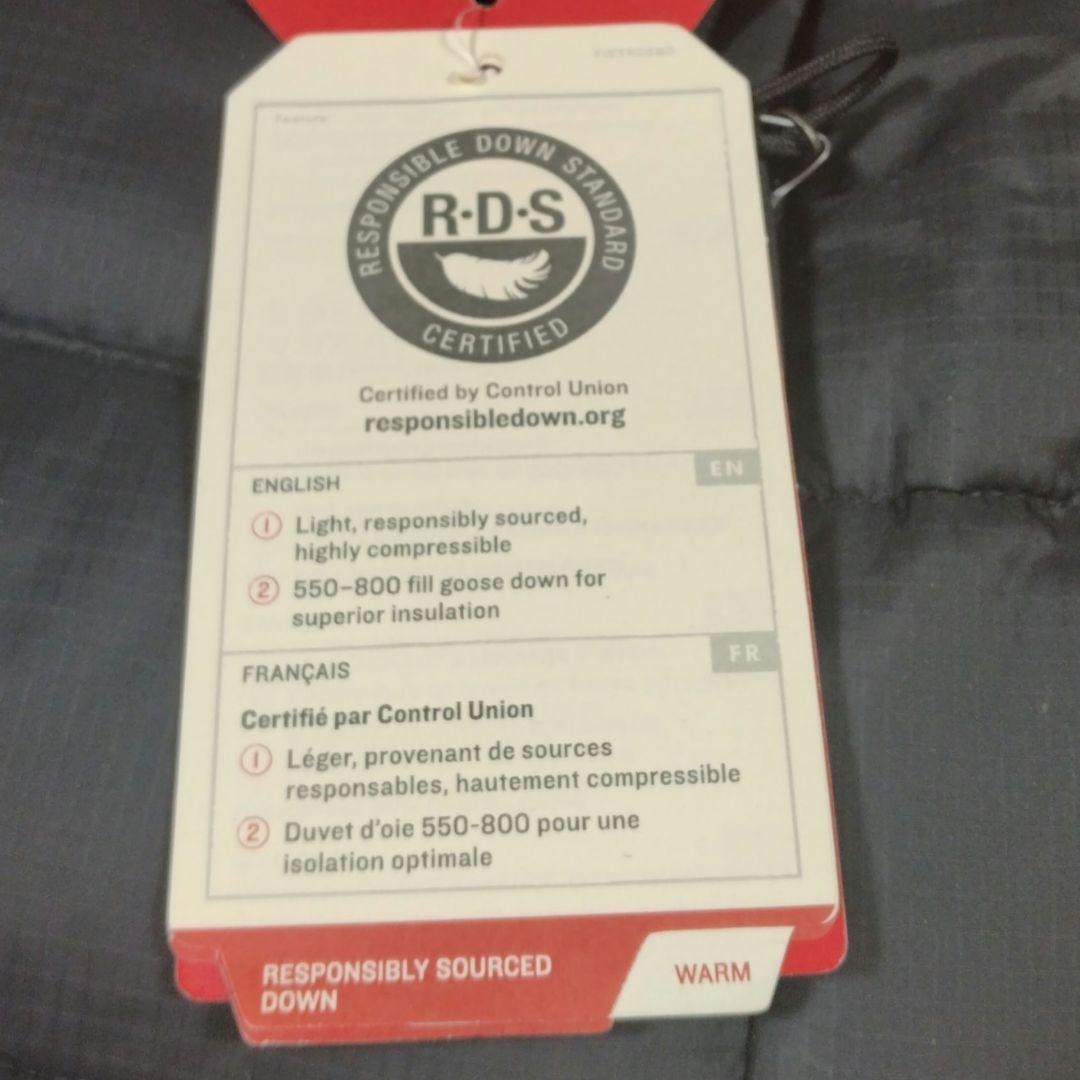 Feature
RESPONSIBLE DOWN STANDARD
R·D·S
CERTIFIED
Certified by Control Union
responsibledown.org
EN
ENGLISH
1 Light, responsibly sourced,
highly compressible
2 550–800 fill goose down for
superior insulation
FR
FRANÇAIS
Certifié par Control Union
1 Léger, provenant de sources
responsables, hautement compressible
2 Duvet d'oie 550-800 pour une
isolation optimale
RESPONSIBLY SOURCED
DOWN
WARM